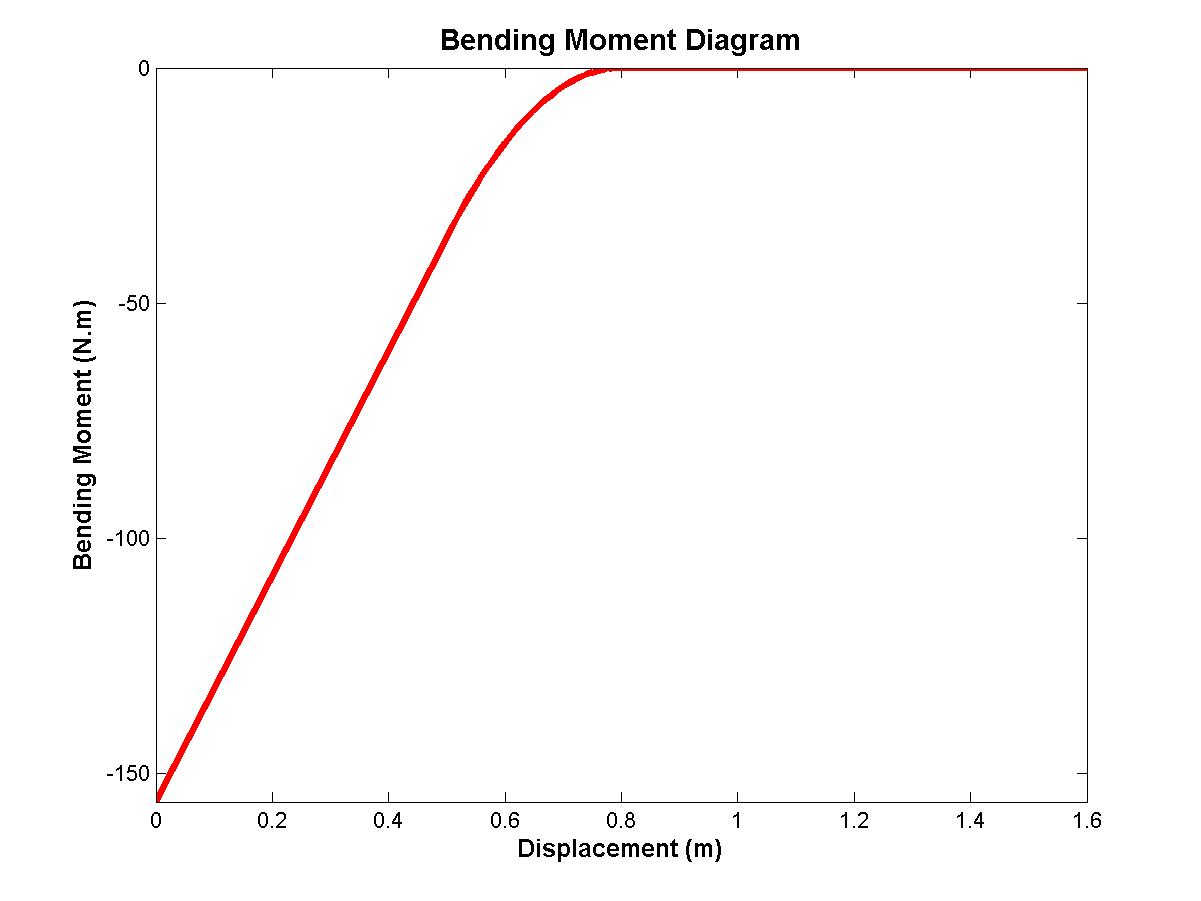 Bending Moment Diagram
0
-50
-100
-150
Bending Moment (N.m)
0 0.2 0.4 0.6 0.8 1 1.2 1.4 1.6
Displacement (m)